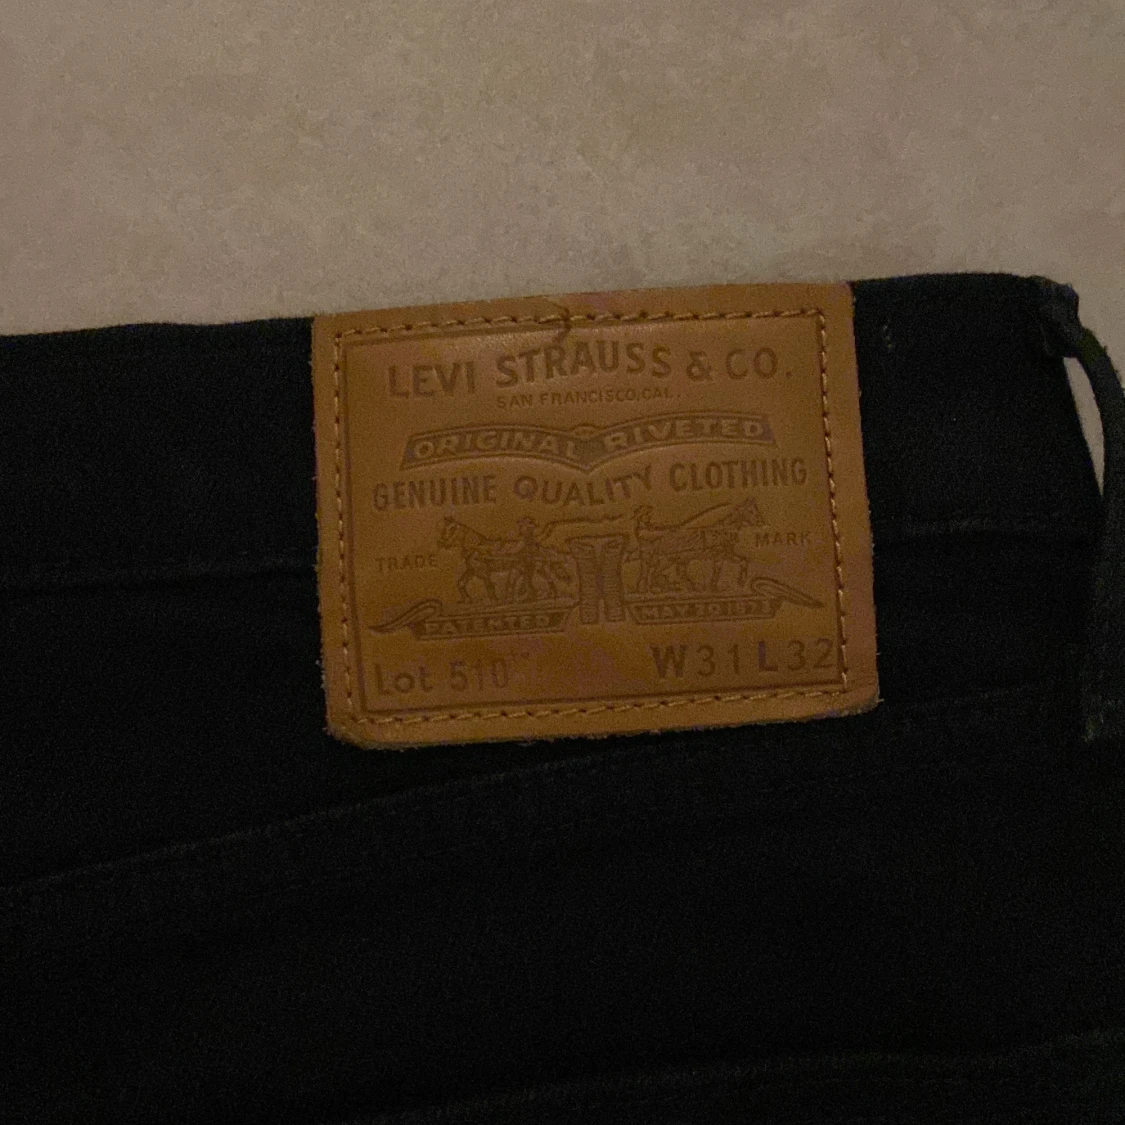 LEVI STRAUSS & CO.
SAN FRANCISCO, CAL.
ORIGINAL RIVETED
GENUINE QUALITY CLOTHING
TRADE MARK
PATENTED MAY 20 1873
Lot 510™ W31 L32